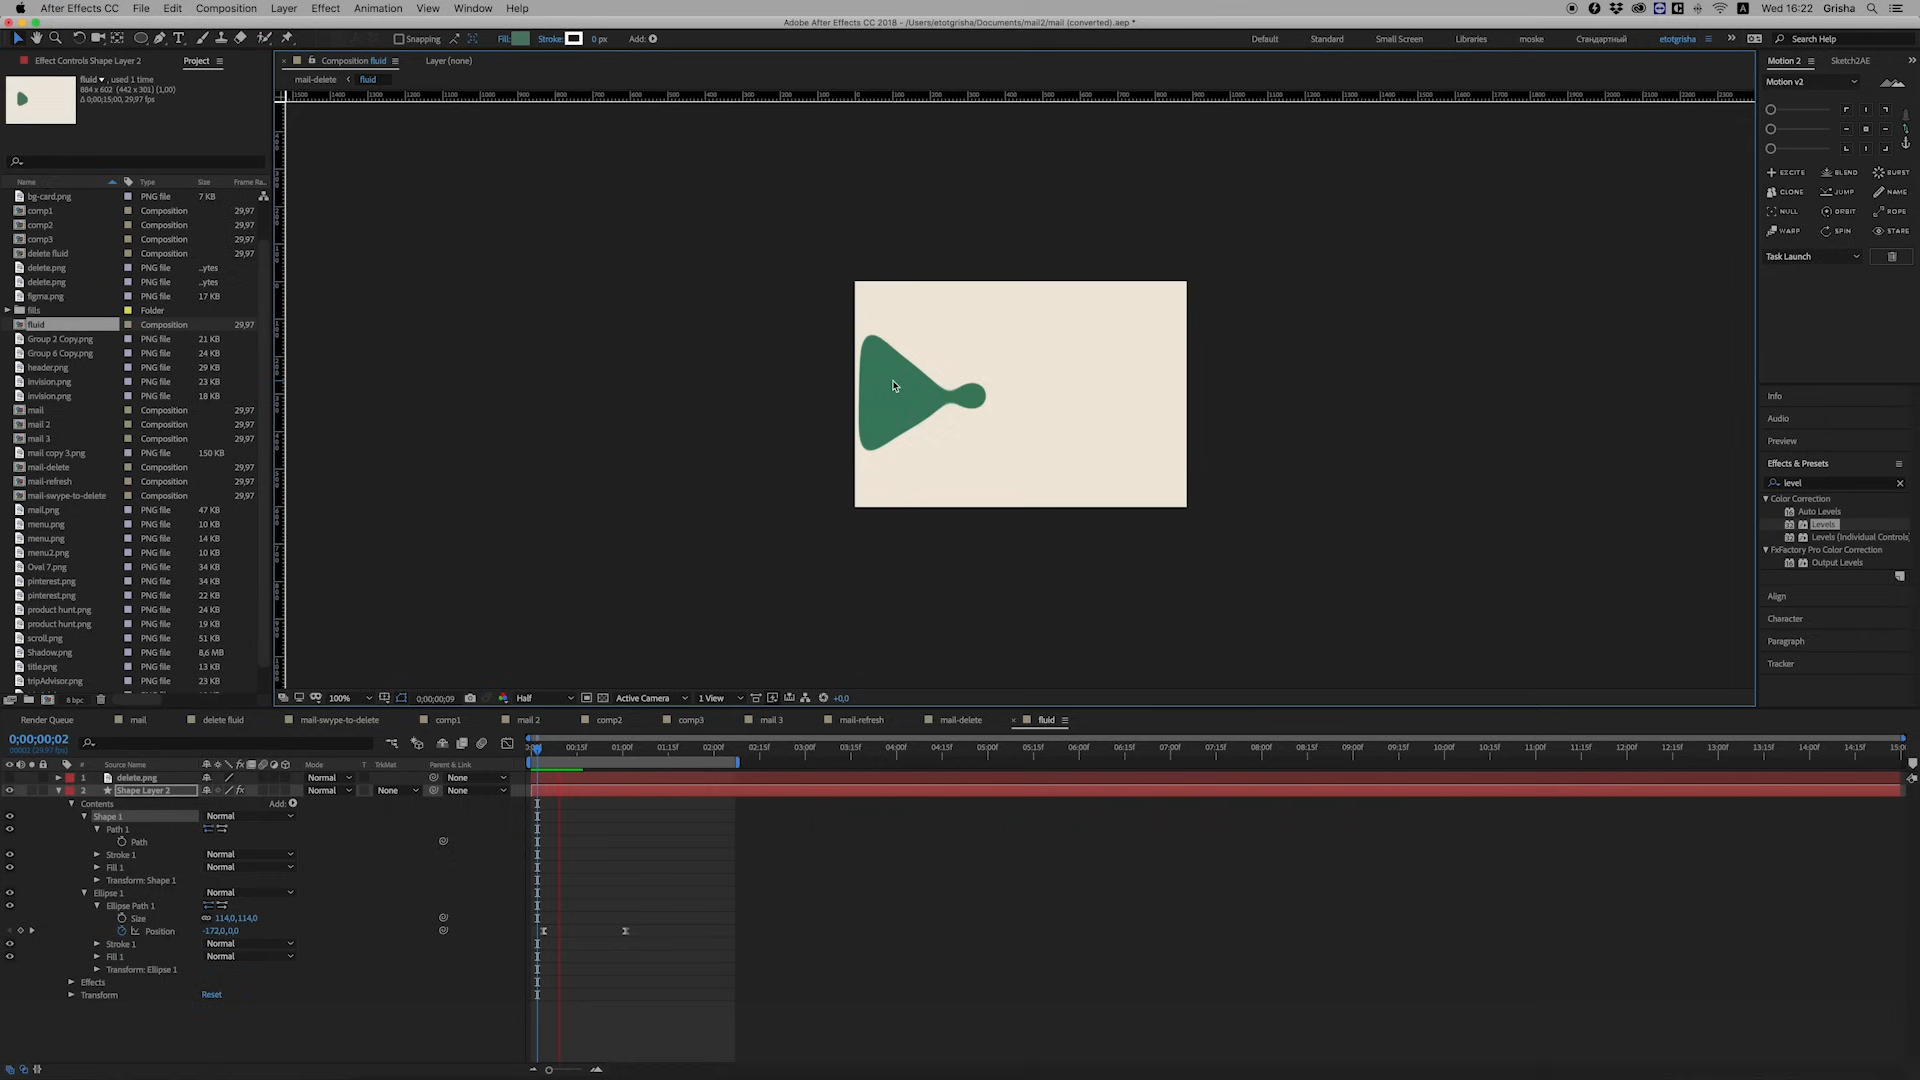 After Effects CC File Edit Composition Layer Effect Animation View Window Help
Wed 16:22 Grisha
Adobe After Effects CC 2018 - /Users/etotgrisha/Documents/mail2/mail (converted).aep *
Snapping Fill: Stroke: 0 px Add:
Default Standard Small Screen Libraries moske Стандартный etotgrisha Search Help
Effect Controls Shape Layer 2 Project
Composition fluid Layer (none)
mail-delete fluid
fluid , used 1 time
884 x 602 (442 x 301) (1,00)
Δ 0;00;15;00, 29,97 fps
Name Type Size Frame Ra...
bg-card.png PNG file 7 KB
comp1 Composition 29,97
comp2 Composition 29,97
comp3 Composition 29,97
delete fluid Composition 29,97
delete.png PNG file ...ytes
delete.png PNG file ...ytes
figma.png PNG file 17 KB
fills Folder
fluid Composition 29,97
Group 2 Copy.png PNG file 21 KB
Group 6 Copy.png PNG file 24 KB
header.png PNG file 29 KB
invision.png PNG file 23 KB
invision.png PNG file 18 KB
mail Composition 29,97
mail 2 Composition 29,97
mail 3 Composition 29,97
mail copy 3.png PNG file 150 KB
mail-delete Composition 29,97
mail-refresh Composition 29,97
mail-swype-to-delete Composition 29,97
mail.png PNG file 47 KB
menu.png PNG file 10 KB
menu.png PNG file 14 KB
menu2.png PNG file 10 KB
Oval 7.png PNG file 34 KB
pinterest.png PNG file 34 KB
pinterest.png PNG file 22 KB
product hunt.png PNG file 24 KB
product hunt.png PNG file 19 KB
scroll.png PNG file 51 KB
Shadow.png PNG file 8,6 MB
title.png PNG file 13 KB
tripAdvisor.png PNG file 23 KB
8 bpc
100% 0;00;00;09 Half Active Camera 1 View +0,0
Motion 2 Sketch2AE
Motion v2
EXCITE BLEND BURST
CLONE JUMP NAME
NULL ORBIT ROPE
WARP SPIN STARE
Task Launch
Info
Audio
Preview
Effects & Presets
level
Color Correction
Auto Levels
Levels
Levels (Individual Controls)
FxFactory Pro Color Correction
Output Levels
Align
Character
Paragraph
Tracker
Render Queue mail delete fluid mail-swype-to-delete comp1 mail 2 comp2 comp3 mail 3 mail-refresh mail-delete fluid
0;00;00;02
00002 (29.97 fps)
00:15f 01:00f 01:15f 02:00f 02:15f 03:00f 03:15f 04:00f 04:15f 05:00f 05:15f 06:00f 06:15f 07:00f 07:15f 08:00f 08:15f 09:00f 09:15f 10:00f 10:15f 11:00f 11:15f 12:00f 12:15f 13:00f 13:15f 14:00f 14:15f 15:0
# Source Name Mode T TrkMat Parent & Link
1 delete.png Normal None
2 Shape Layer 2 Normal None None
Contents Add:
Shape 1 Normal
Path 1
Path
Stroke 1 Normal
Fill 1 Normal
Transform: Shape 1
Ellipse 1 Normal
Ellipse Path 1
Size 114,0,114,0
Position -172,0,0,0
Stroke 1 Normal
Fill 1 Normal
Transform: Ellipse 1
Effects
Transform Reset